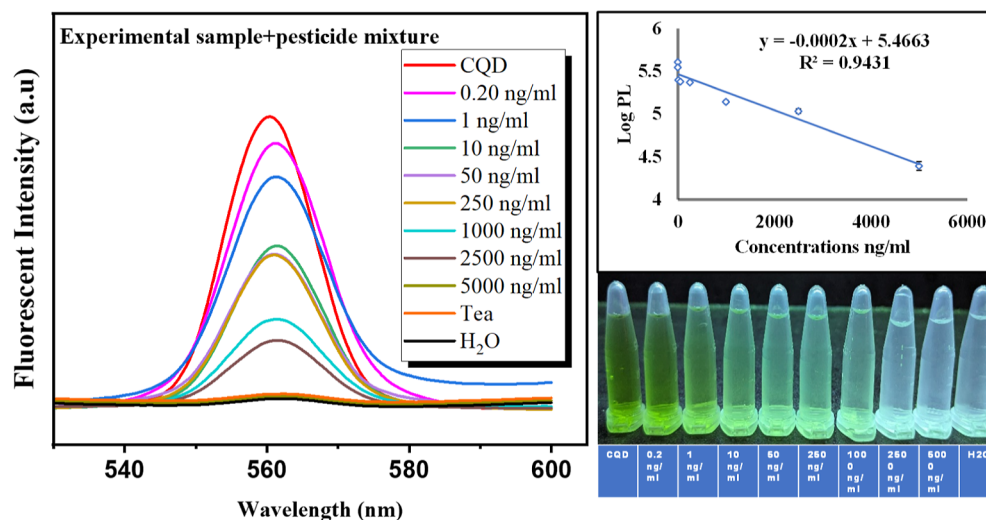 Experimental sample+pesticide mixture
CQD
0.20 ng/ml
1 ng/ml
10 ng/ml
50 ng/ml
250 ng/ml
1000 ng/ml
2500 ng/ml
5000 ng/ml
Tea
H₂O
Fluorescent Intensity (a.u)
540
560
580
600
Wavelength (nm)
y = -0.0002x + 5.4663
R² = 0.9431
Log PL
6
5.5
5
4.5
4
0
2000
4000
6000
Concentrations ng/ml
CQD
0.2
ng/
ml
1
ng/
ml
10
ng/
ml
50
ng/
ml
250
ng/
ml
100
0
ng/
ml
250
0
ng/
ml
500
0
ng/
ml
H2O